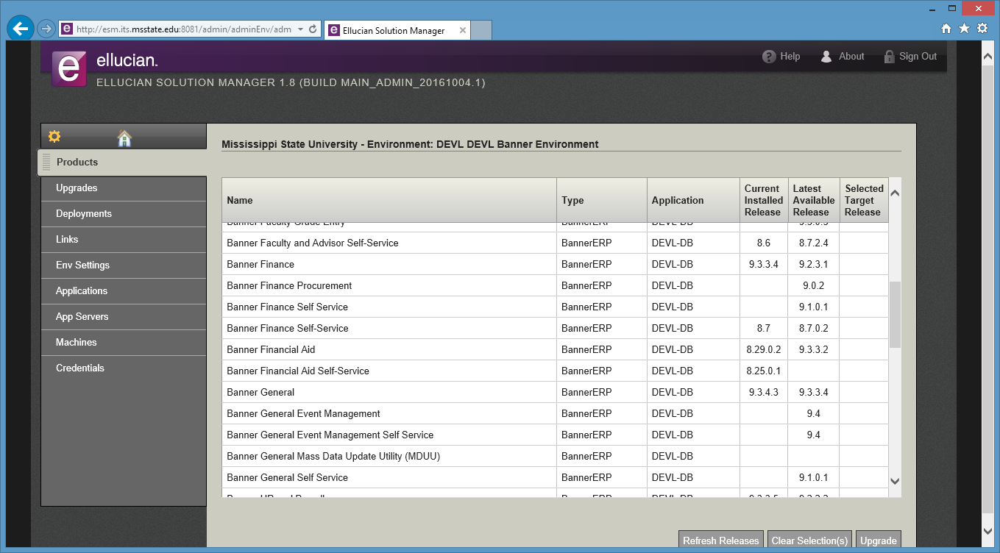 http://esm.its.msstate.edu:8081/admin/adminEnv/adm
Ellucian Solution Manager
ellucian.
Help
About
Sign Out
ELLUCIAN SOLUTION MANAGER 1.8 (BUILD MAIN_ADMIN_20161004.1)
Products
Upgrades
Deployments
Links
Env Settings
Applications
App Servers
Machines
Credentials
Mississippi State University - Environment: DEVL DEVL Banner Environment
Name Type Application Current Installed Release Latest Available Release Selected Target Release
Banner Faculty Grade Entry BannerERP DEVL-DB
Banner Faculty and Advisor Self-Service BannerERP DEVL-DB 8.6 8.7.2.4
Banner Finance BannerERP DEVL-DB 9.3.3.4 9.2.3.1
Banner Finance Procurement BannerERP DEVL-DB 9.0.2
Banner Finance Self Service BannerERP DEVL-DB 9.1.0.1
Banner Finance Self-Service BannerERP DEVL-DB 8.7 8.7.0.2
Banner Financial Aid BannerERP DEVL-DB 8.29.0.2 9.3.3.2
Banner Financial Aid Self-Service BannerERP DEVL-DB 8.25.0.1
Banner General BannerERP DEVL-DB 9.3.4.3 9.3.3.4
Banner General Event Management BannerERP DEVL-DB 9.4
Banner General Event Management Self Service BannerERP DEVL-DB 9.4
Banner General Mass Data Update Utility (MDUU) BannerERP DEVL-DB
Banner General Self Service BannerERP DEVL-DB 9.1.0.1
Refresh Releases
Clear Selection(s)
Upgrade